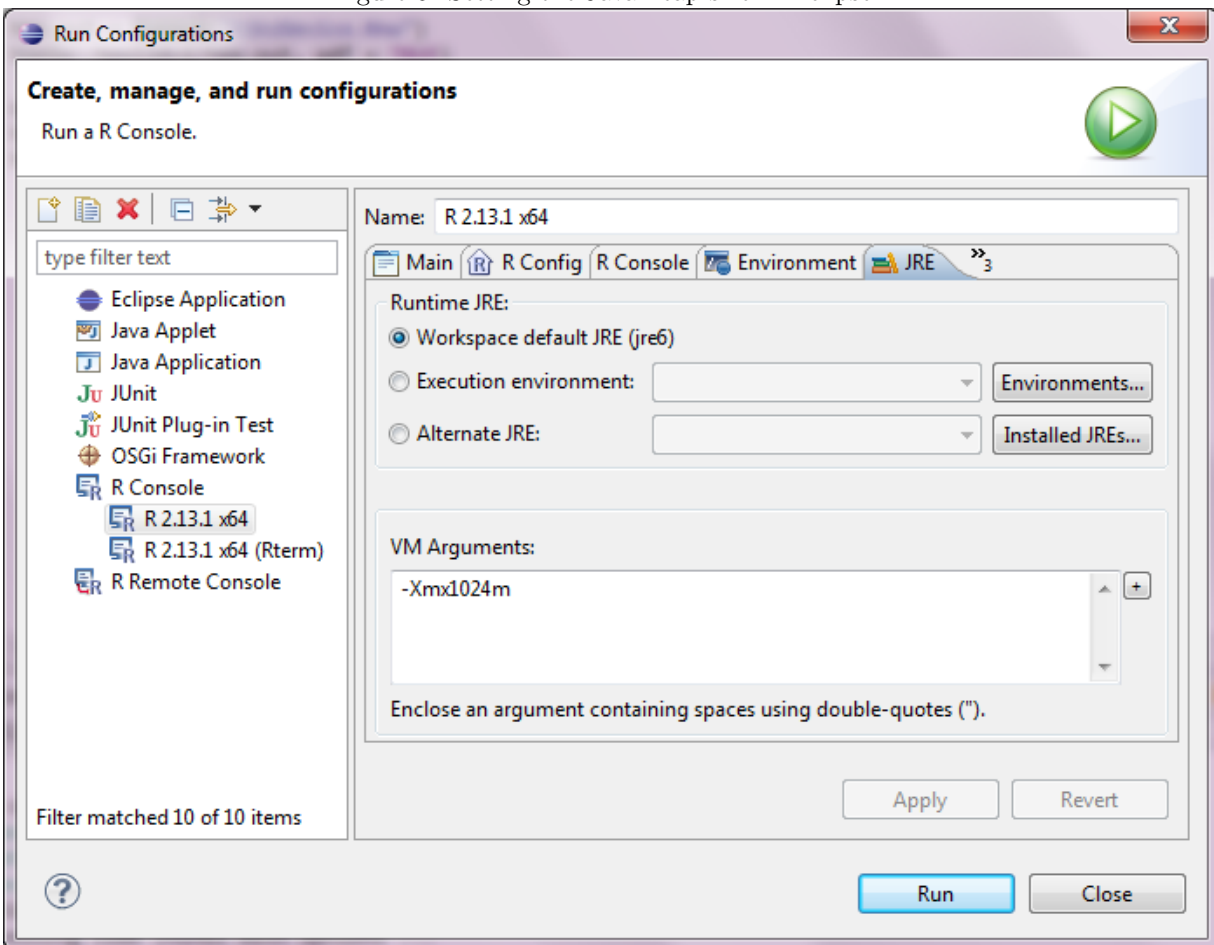 Run Configurations
Create, manage, and run configurations
Run a R Console.
Name: R 2.13.1 x64
type filter text
Main R Config R Console Environment JRE »3
Eclipse Application
Java Applet
Java Application
JUnit
JUnit Plug-in Test
OSGi Framework
R Console
R 2.13.1 x64
R 2.13.1 x64 (Rterm)
R Remote Console
Filter matched 10 of 10 items
Runtime JRE:
Workspace default JRE (jre6)
Execution environment: Environments...
Alternate JRE: Installed JREs...
VM Arguments:
-Xmx1024m
Enclose an argument containing spaces using double-quotes (").
Apply Revert
Run Close